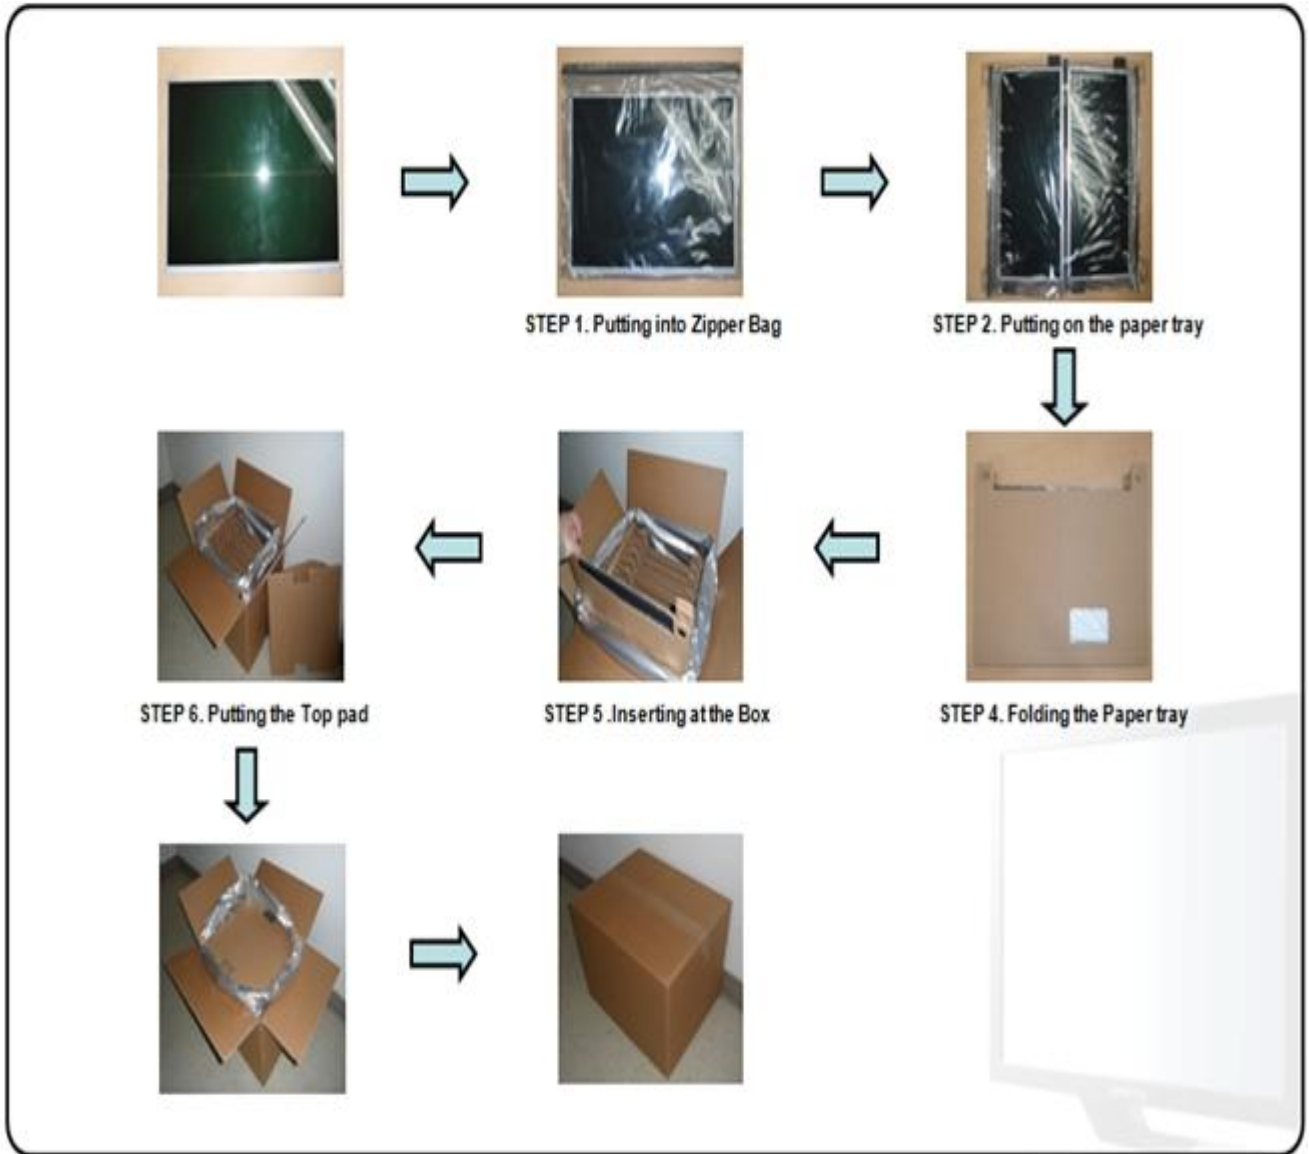 STEP 1. Putting into Zipper Bag
STEP 2. Putting on the paper tray
STEP 4. Folding the Paper tray
STEP 5 .Inserting at the Box
STEP 6. Putting the Top pad